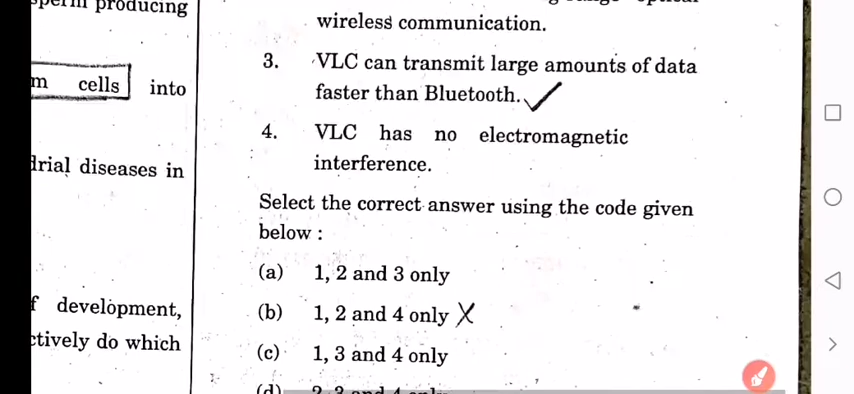 producing
wireless communication.
3. VLC can transmit large amounts of data
faster than Bluetooth.
4. VLC has no electromagnetic
interference.
Select the correct answer using the code given
below :
(a) 1, 2 and 3 only
(b) 1, 2 and 4 only
(c) 1, 3 and 4 only
m cells into
drial diseases in
f development,
ctively do which